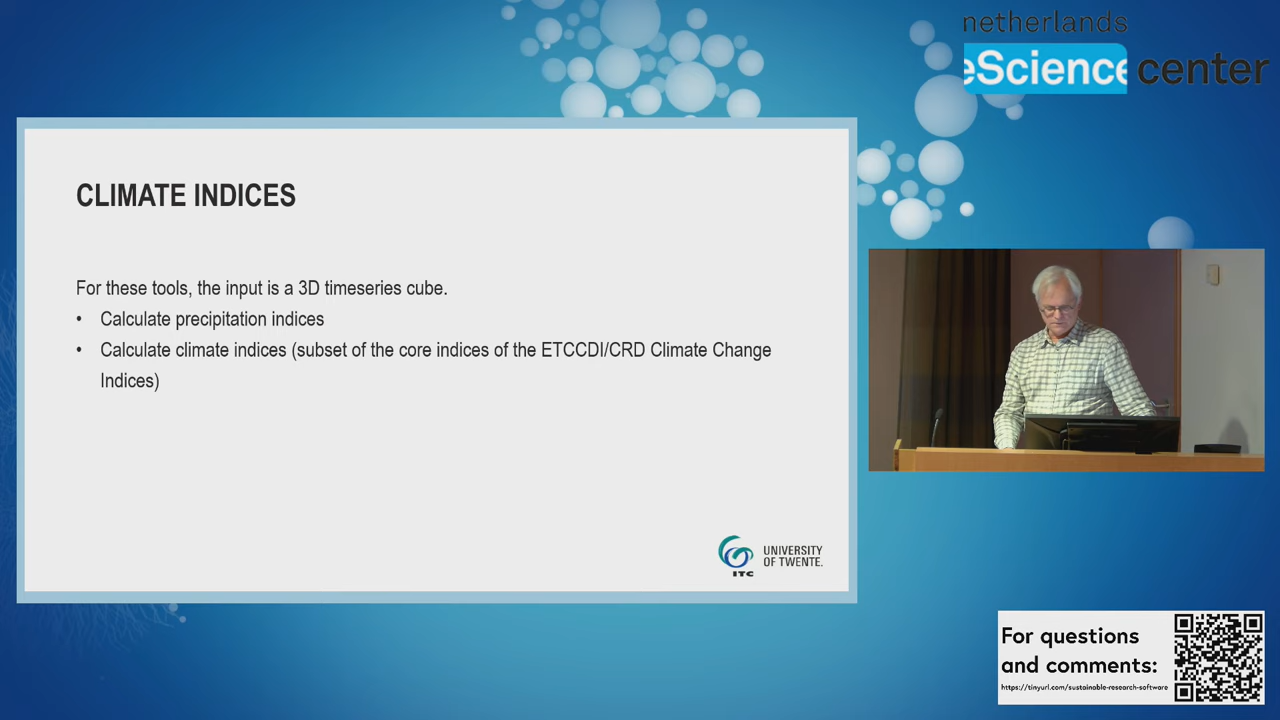 netherlands
eScience center
CLIMATE INDICES
For these tools, the input is a 3D timeseries cube.
• Calculate precipitation indices
• Calculate climate indices (subset of the core indices of the ETCCDI/CRD Climate Change
Indices)
UNIVERSITY
OF TWENTE.
ITC
For questions
and comments:
https://tinyurl.com/sustainable-research-software